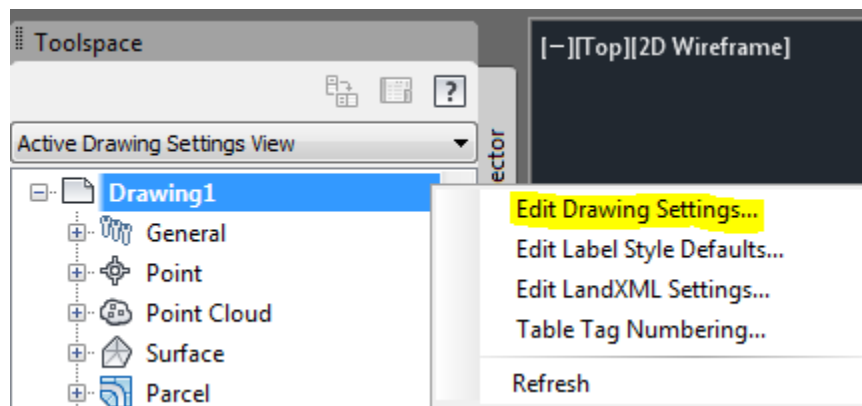 Toolspace
[−][Top][2D Wireframe]
?
Active Drawing Settings View
Drawing1
General
Point
Point Cloud
Surface
Parcel
Edit Drawing Settings...
Edit Label Style Defaults...
Edit LandXML Settings...
Table Tag Numbering...
Refresh